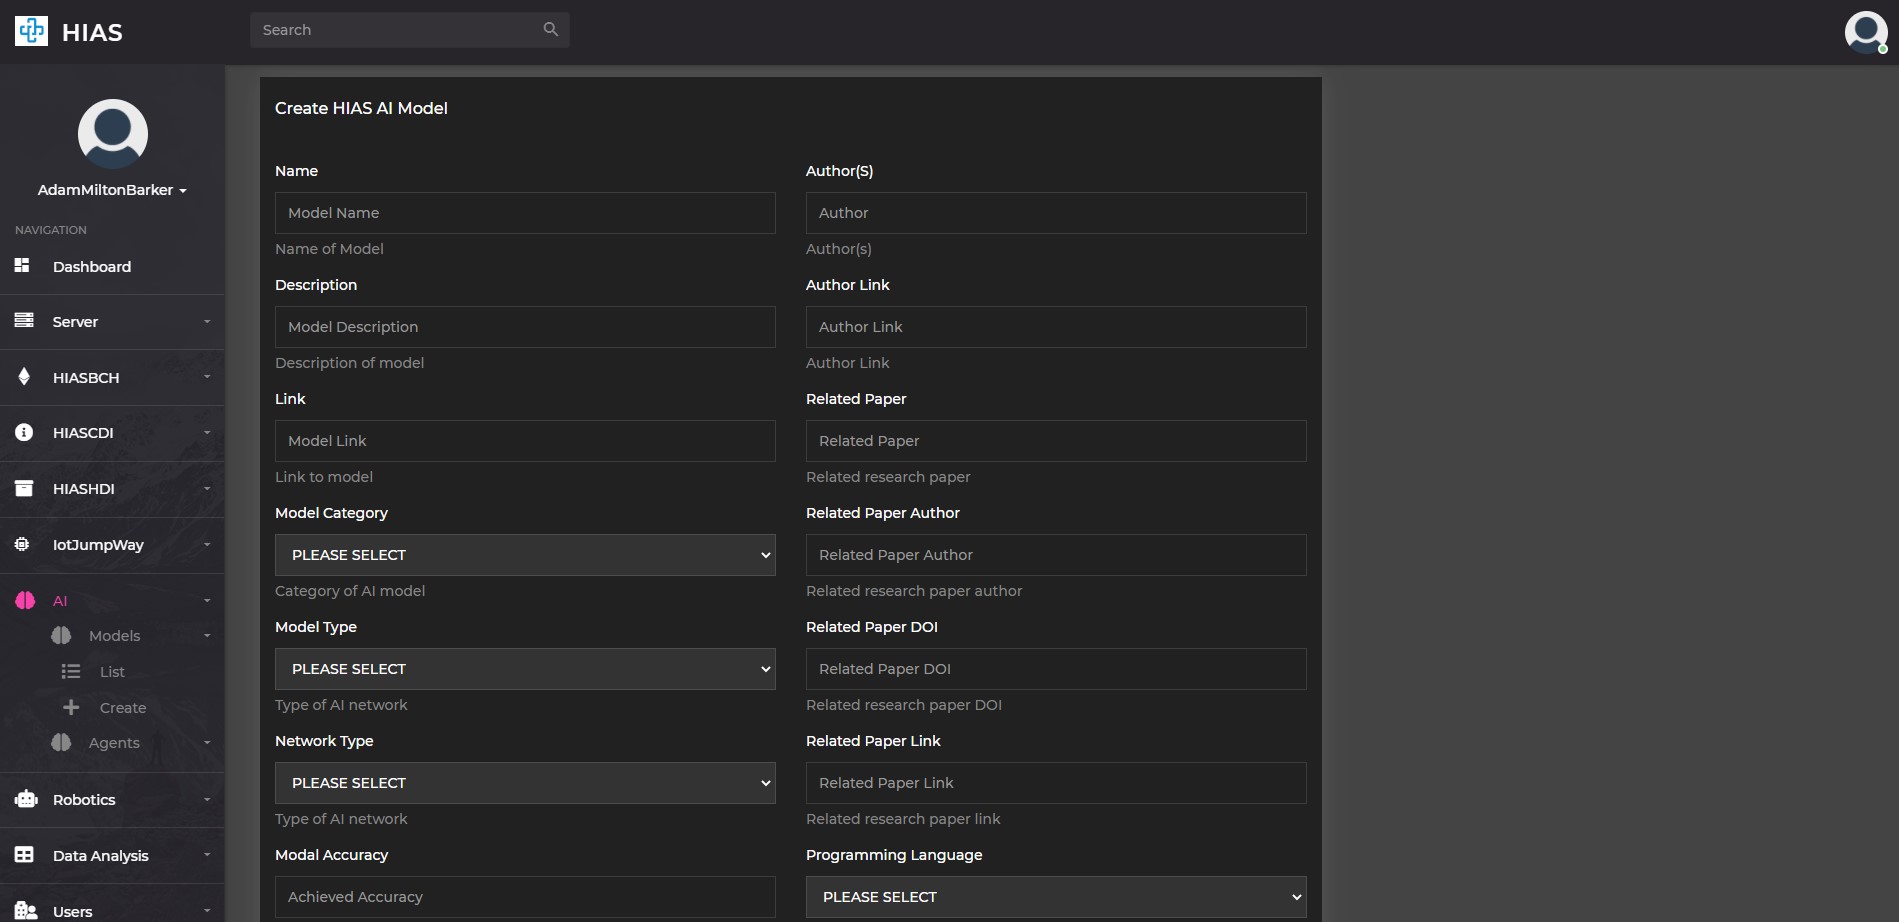 HIAS
Search
AdamMiltonBarker
NAVIGATION
Dashboard
Server
HIASBCH
HIASCDI
HIASHDI
IotJumpWay
AI
Models
List
Create
Agents
Robotics
Data Analysis
Users
Create HIAS AI Model
Name
Model Name
Name of Model
Description
Model Description
Description of model
Link
Model Link
Link to model
Model Category
PLEASE SELECT
Category of AI model
Model Type
PLEASE SELECT
Type of AI network
Network Type
PLEASE SELECT
Type of AI network
Modal Accuracy
Achieved Accuracy
Author(S)
Author
Author(s)
Author Link
Author Link
Author Link
Related Paper
Related Paper
Related research paper
Related Paper Author
Related Paper Author
Related research paper author
Related Paper DOI
Related Paper DOI
Related research paper DOI
Related Paper Link
Related Paper Link
Related research paper link
Programming Language
PLEASE SELECT